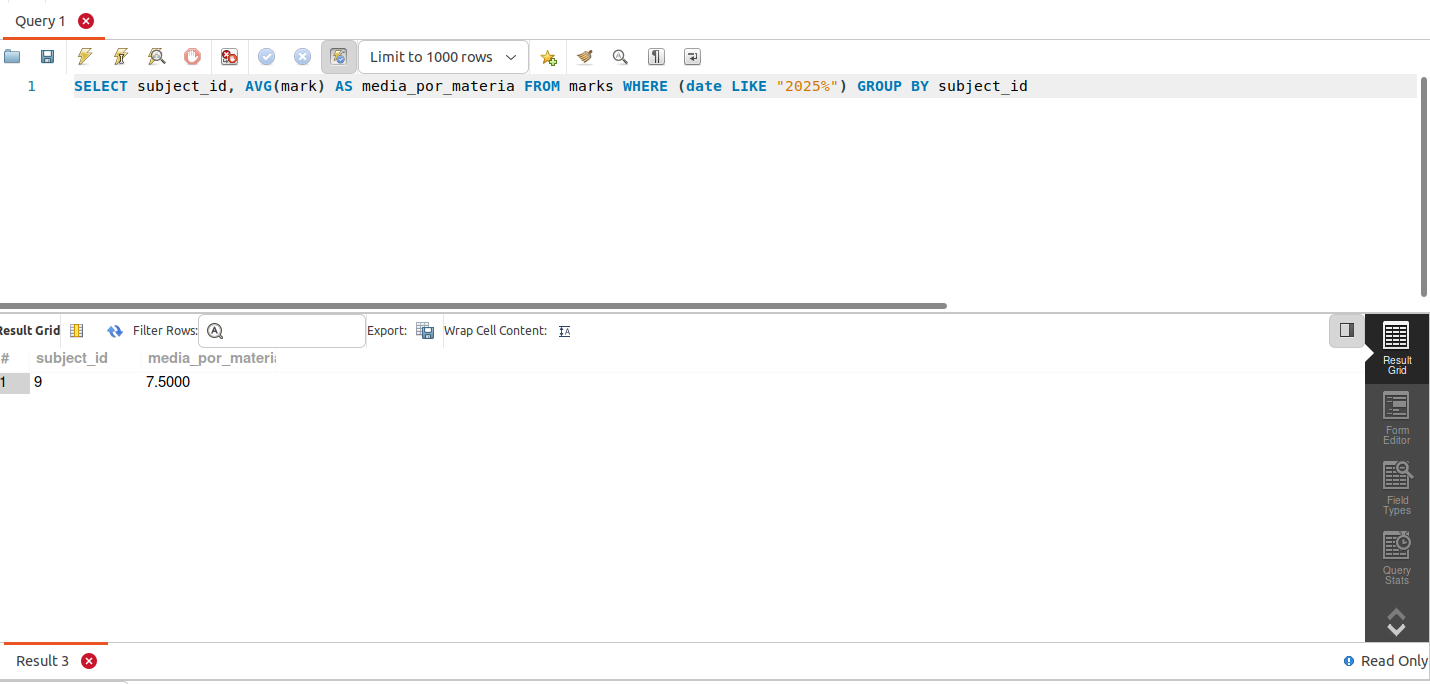 Query 1
Limit to 1000 rows
1 SELECT subject_id, AVG(mark) AS media_por_materia FROM marks WHERE (date LIKE "2025%") GROUP BY subject_id
Result Grid Filter Rows: Export: Wrap Cell Content:
# subject_id media_por_materi
1 9 7.5000
Result
Grid
Form
Editor
Field
Types
Query
Stats
Result 3
Read Only